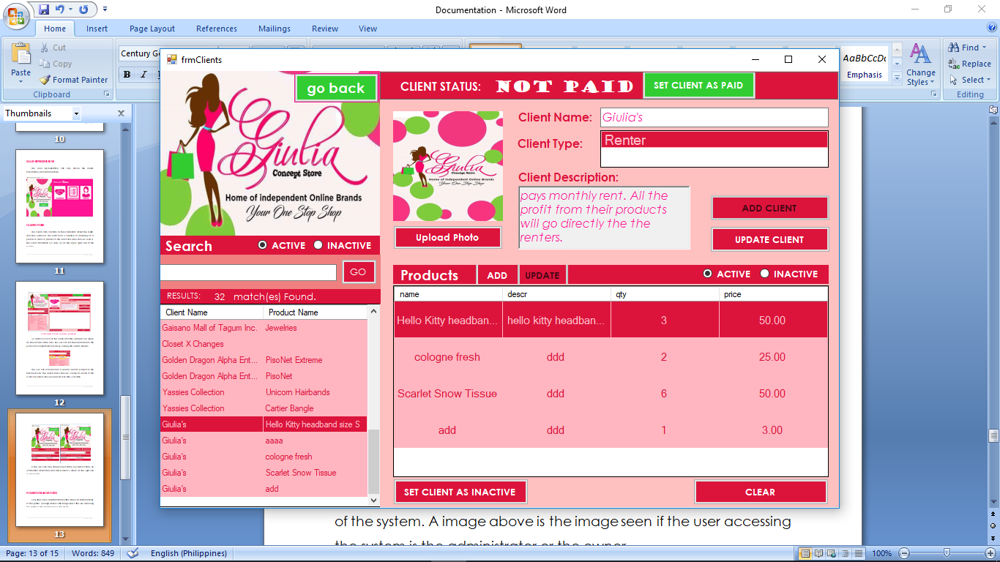 Documentation - Microsoft Word
Home Insert Page Layout References Mailings Review View
Paste
Cut
Copy
Format Painter
Clipboard
Century Go
B I
AaBbCcDc
Emphasis
Change
Styles
Find
Replace
Select
Editing
Thumbnails
10
11
12
13
frmClients
go back
Giulia
Concept Store
Home of independent Online Brands
Your One Stop Shop
Search ACTIVE INACTIVE
GO
RESULTS: 32 match(es) Found.
Client Name Product Name
Gaisano Mall of Tagum Inc. Jewelries
Closet X Changes
Golden Dragon Alpha Ent... PisoNet Extreme
Golden Dragon Alpha Ent... PisoNet
Yassies Collection Unicorn Hairbands
Yassies Collection Cartier Bangle
Giulia's Hello Kitty headband size S
Giulia's aaaa
Giulia's cologne fresh
Giulia's Scarlet Snow Tissue
Giulia's add
CLIENT STATUS: NOT PAID SET CLIENT AS PAID
Giulia
Concept Store
Home of Independent Online Brands
Your One Stop Shop
Upload Photo
Client Name: Giulia's
Client Type: Renter
Client Description:
pays monthly rent. All the
profit from their products
will go directly the the
renters.
ADD CLIENT
UPDATE CLIENT
Products ADD UPDATE ACTIVE INACTIVE
name descr qty price
Hello Kitty headban... hello kitty headban... 3 50.00
cologne fresh ddd 2 25.00
Scarlet Snow Tissue ddd 6 50.00
add ddd 1 3.00
SET CLIENT AS INACTIVE CLEAR
of the system. A image above is the image seen if the user accessing
the system is the administrator or the owner
Page: 13 of 15 Words: 849 English (Philippines) 100%